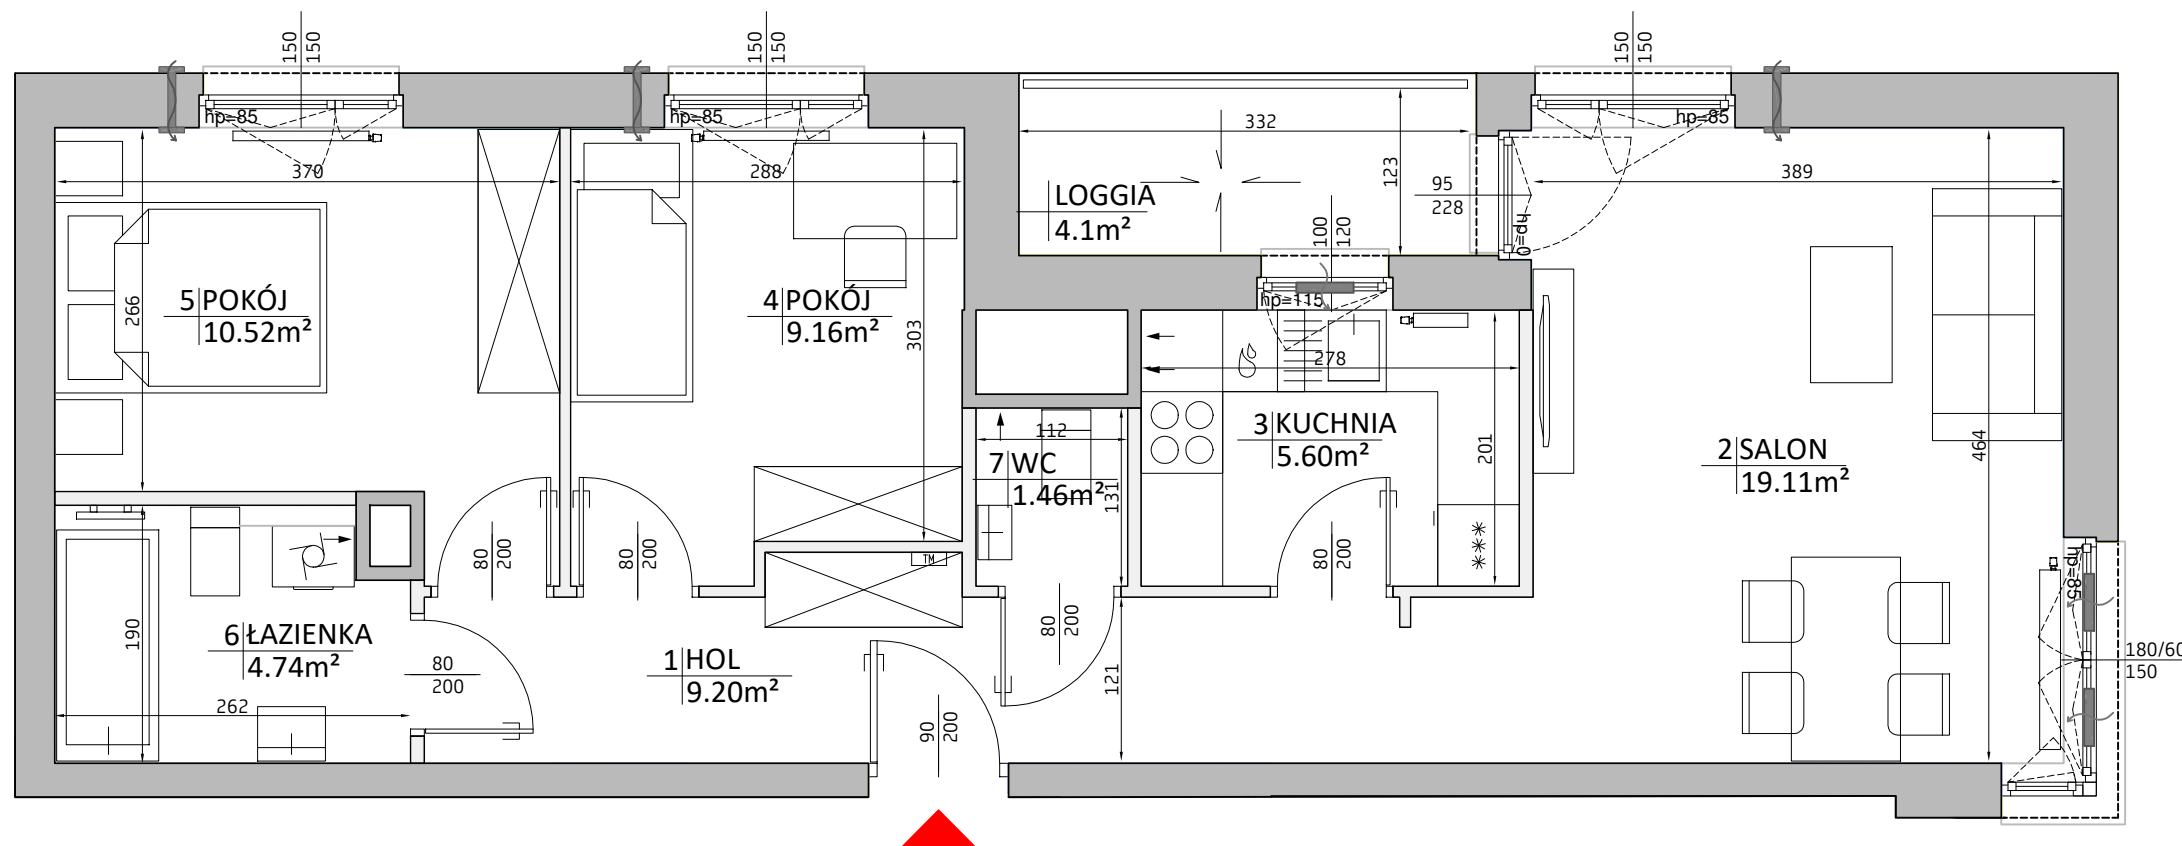 150
150
150
150
150
150
hp=85
hp=85
hp=85
370
288
332
123
95
228
hp=0
389
LOGGIA
4.1m²
100
120
hp=115
5 POKÓJ
10.52m²
266
4 POKÓJ
9.16m²
303
278
3 KUCHNIA
5.60m²
201
2 SALON
19.11m²
464
112
7 WC
1.46m²
131
80
200
80
200
TM
80
200
***
hp=85
6 ŁAZIENKA
4.74m²
190
262
80
200
1 HOL
9.20m²
80
200
121
90
200
180/60
150